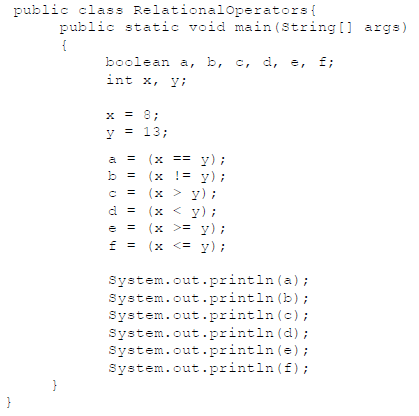 public class RelationalOperators{
public static void main(String[] args)
{
boolean a, b, c, d, e, f;
int x, y;
x = 8;
y = 13;
a = (x == y);
b = (x != y);
c = (x > y);
d = (x < y);
e = (x >= y);
f = (x <= y);
System.out.println(a);
System.out.println(b);
System.out.println(c);
System.out.println(d);
System.out.println(e);
System.out.println(f);
}
}